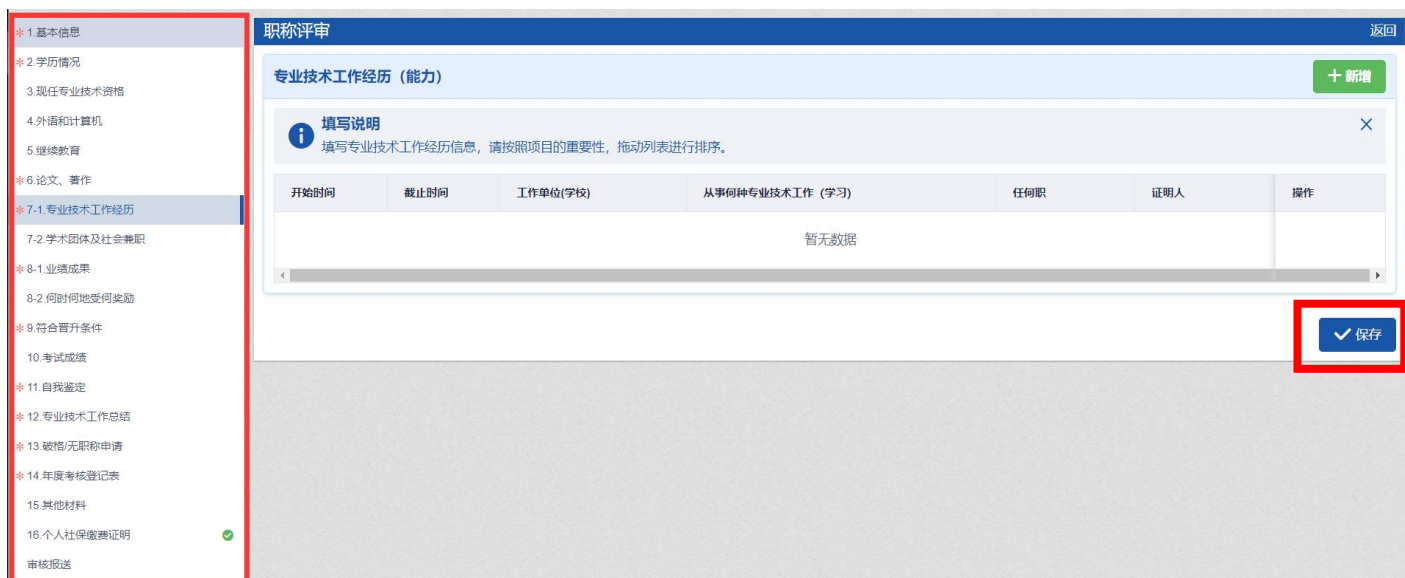 * 1.基本信息
* 2.学历情况
3.现任专业技术资格
4.外语和计算机
5.继续教育
* 6.论文、著作
* 7-1.专业技术工作经历
7-2.学术团体及社会兼职
* 8-1.业绩成果
8-2.何时何地受何奖励
* 9.符合晋升条件
10.考试成绩
* 11.自我鉴定
* 12.专业技术工作总结
* 13.破格/无职称申请
* 14.年度考核登记表
15.其他材料
16.个人社保缴费证明
审核报送
职称评审 返回
专业技术工作经历（能力） 新增
填写说明
填写专业技术工作经历信息，请按照项目的重要性，拖动列表进行排序。
开始时间 截止时间 工作单位(学校) 从事何种专业技术工作（学习） 任何职 证明人 操作
暂无数据
保存